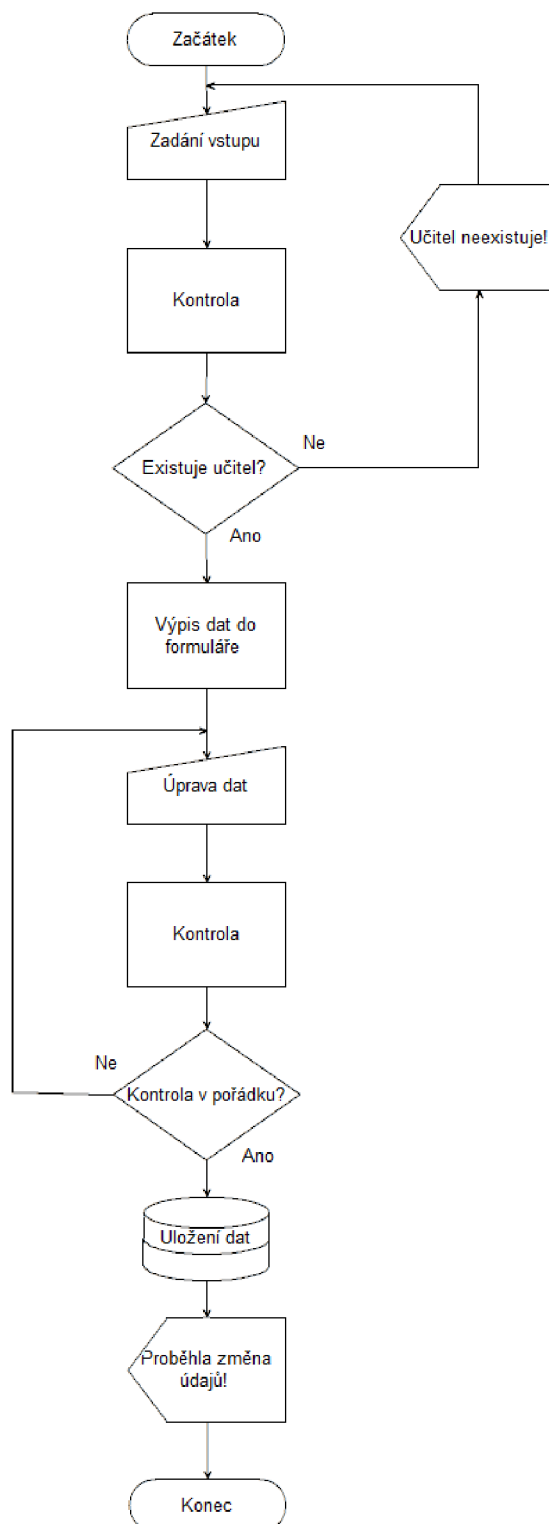 Začátek
Zadání vstupu
Učitel neexistuje!
Kontrola
Ne
Existuje učitel?
Ano
Výpis dat do
formuláře
Úprava dat
Kontrola
Ne
Kontrola v pořádku?
Ano
Uložení dat
Proběhla změna
údajů!
Konec